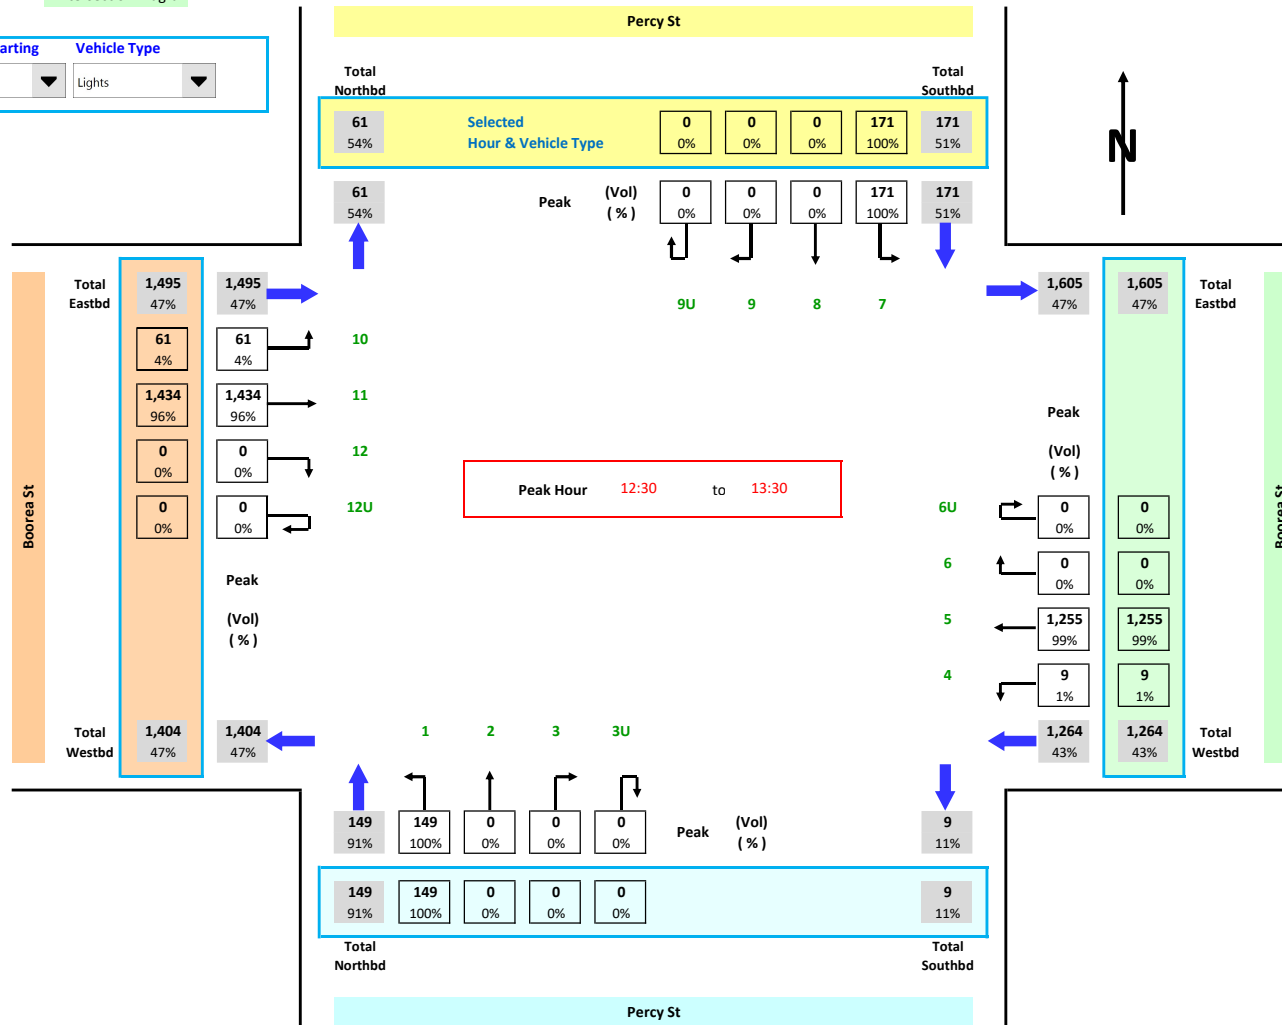 Percy St
Vehicle Type
Lights
Total
Northbd
Total
Southbd
61
54%
Selected
Hour & Vehicle Type
0
0%
0
0%
0
0%
171
100%
171
51%
N
61
54%
Peak
(Vol)
( % )
0
0%
0
0%
0
0%
171
100%
171
51%
Total
Eastbd
1,495
47%
1,495
47%
9U 9 8 7
1,605
47%
1,605
47%
Total
Eastbd
61
4%
61
4%
10
1,434
96%
1,434
96%
11
Peak
(Vol)
( % )
0
0%
0
0%
12
Peak Hour 12:30 to 13:30
Boorea St
0
0%
0
0%
12U
6U
0
0%
0
0%
Boorea St
Peak
(Vol)
( % )
6
0
0%
0
0%
5
1,255
99%
1,255
99%
4
9
1%
9
1%
Total
Westbd
1,404
47%
1,404
47%
1 2 3 3U
1,264
43%
1,264
43%
Total
Westbd
149
91%
149
100%
0
0%
0
0%
0
0%
Peak
(Vol)
( % )
9
11%
149
91%
149
100%
0
0%
0
0%
0
0%
9
11%
Total
Northbd
Total
Southbd
Percy St